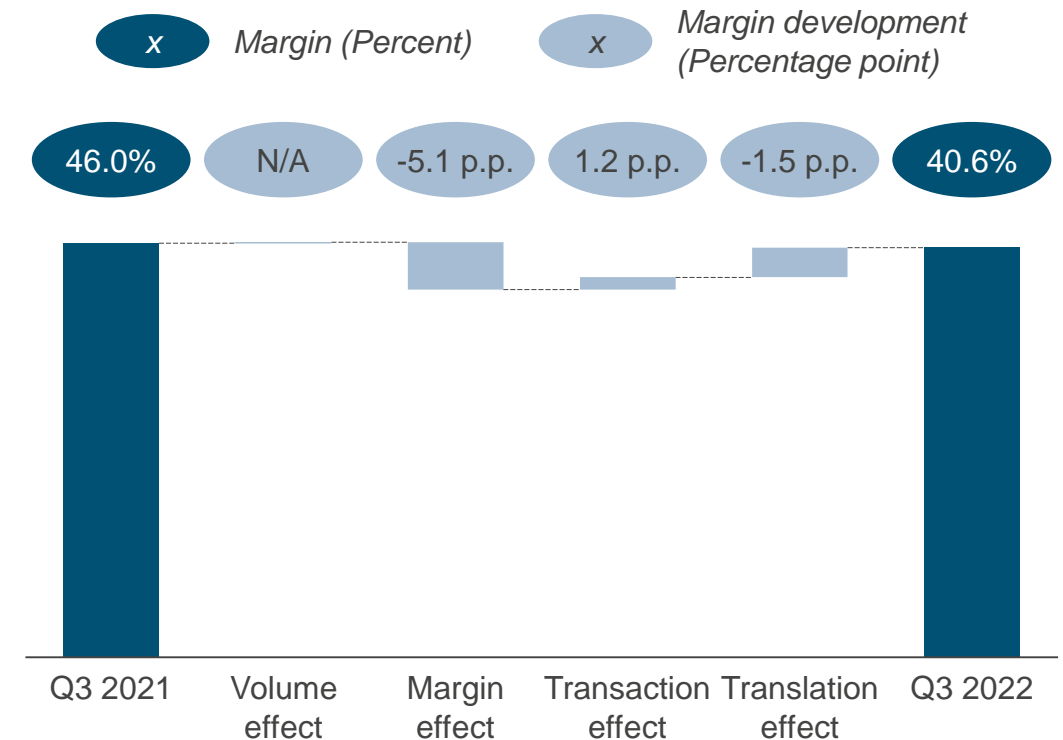 x
Margin (Percent)
x
Margin development
(Percentage point)
46.0%
N/A
-5.1 p.p.
1.2 p.p.
-1.5 p.p.
40.6%
Q3 2021
Volume
effect
Margin
effect
Transaction
effect
Translation
effect
Q3 2022